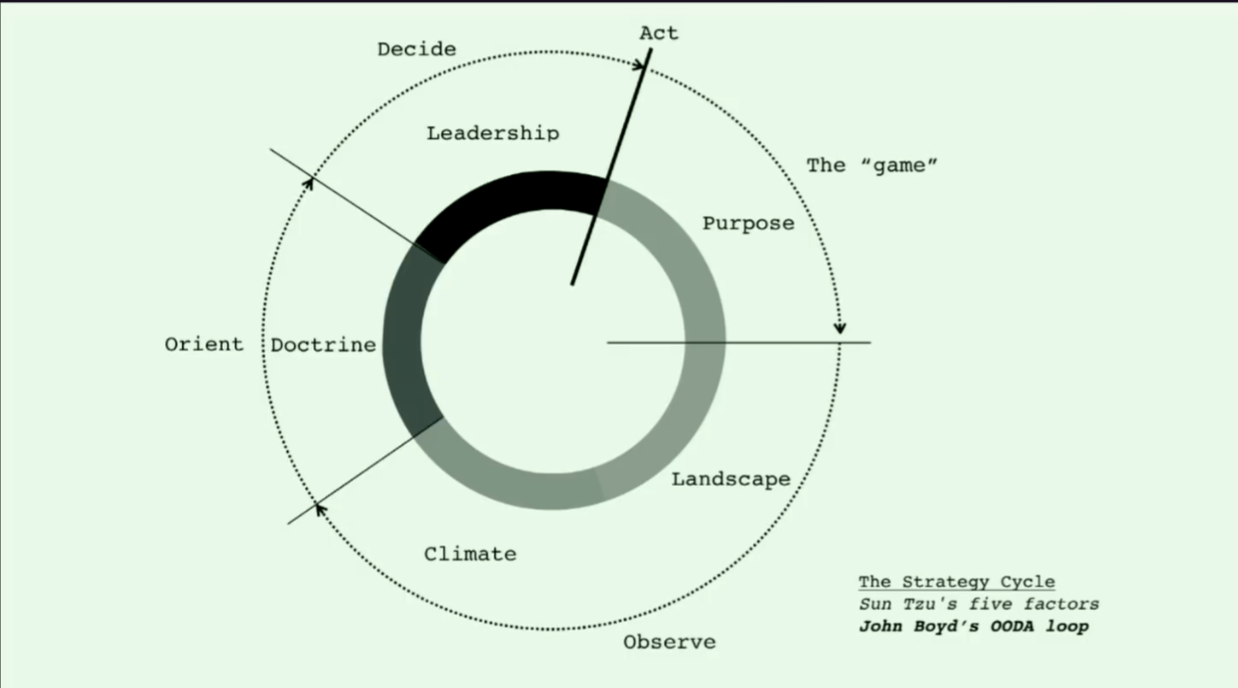 Act
Decide
Leadership
The “game”
Purpose
Orient
Doctrine
Landscape
Climate
Observe
The Strategy Cycle
Sun Tzu's five factors
John Boyd’s OODA loop